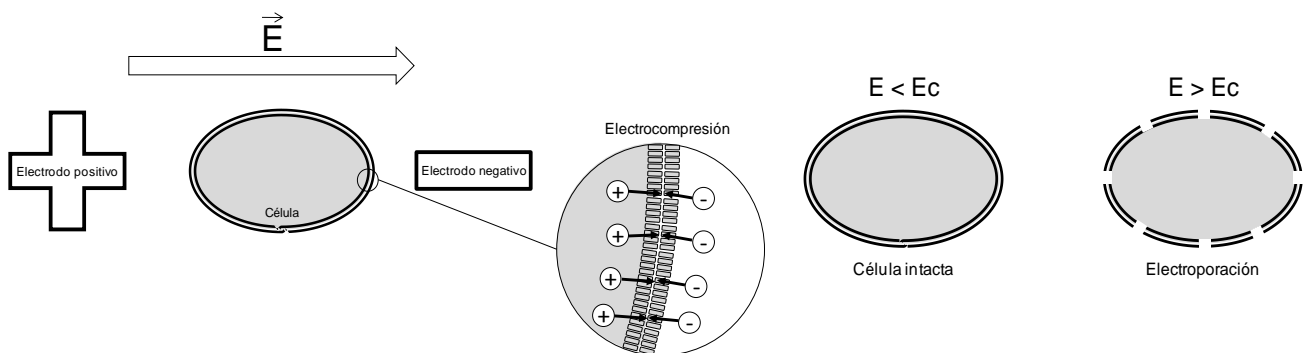 E
Electrodo positivo
Célula
Electrodo negativo
Electrocompresión
+ -
+ -
+ -
+ -
E < Ec
Célula intacta
E > Ec
Electroporación